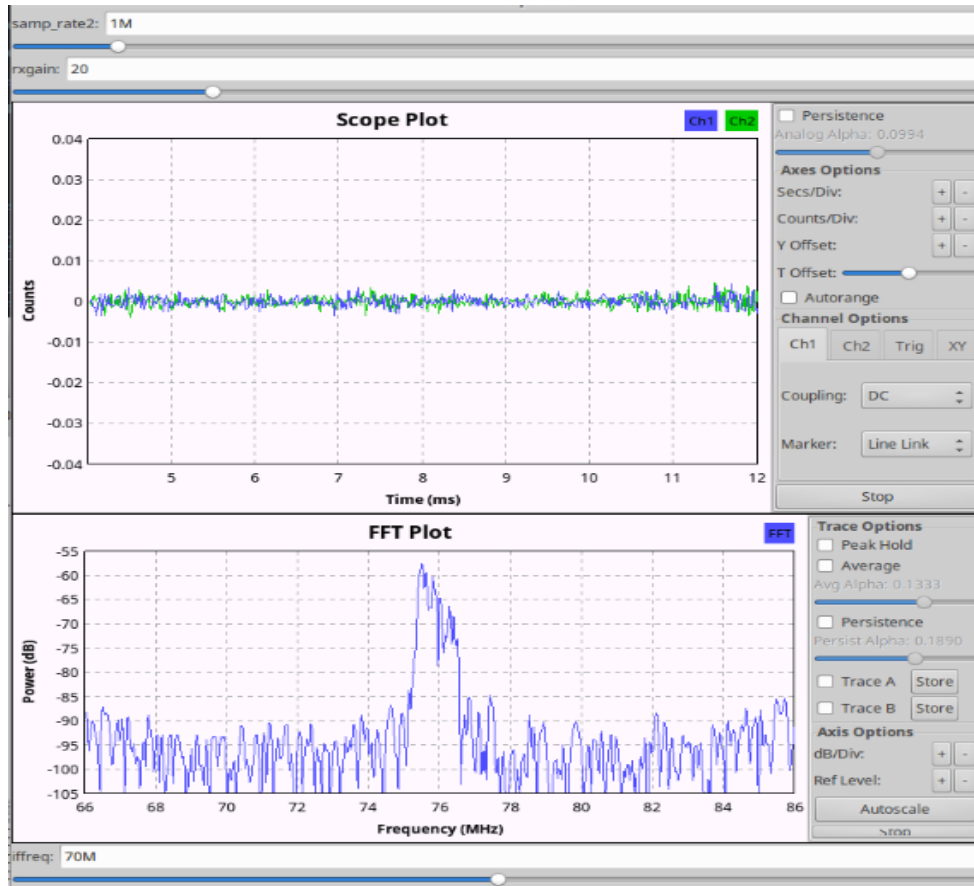 samp_rate2: 1M
rxgain: 20
Scope Plot
Ch1 Ch2
0.04
0.03
0.02
0.01
0
-0.01
-0.02
-0.03
-0.04
Counts
5 6 7 8 9 10 11 12
Time (ms)
Persistence
Analog Alpha: 0.0994
Axes Options
Secs/Div: + -
Counts/Div: + -
Y Offset: + -
T Offset:
Autorange
Channel Options
Ch1 Ch2 Trig XY
Coupling: DC
Marker: Line Link
Stop
FFT Plot
FFT
-55
-60
-65
-70
-75
-80
-85
-90
-95
-100
-105
Power (dB)
66 68 70 72 74 76 78 80 82 84 86
Frequency (MHz)
Trace Options
Peak Hold
Average
Avg Alpha: 0.1333
Persistence
Persist Alpha: 0.1890
Trace A Store
Trace B Store
Axis Options
dB/Div: + -
Ref Level: + -
Autoscale
Stop
iffreq: 70M